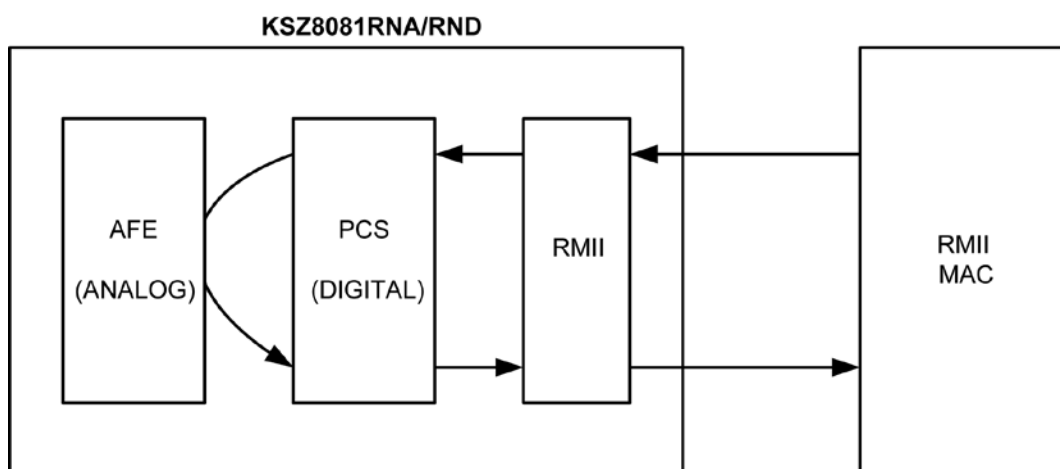 KSZ8081RNA/RND
AFE
(ANALOG)
PCS
(DIGITAL)
RMII
RMII
MAC